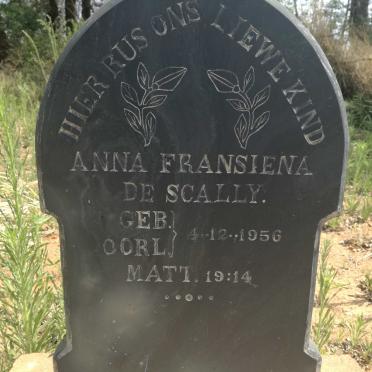 HIER RUS ONS LIEWE KIND
ANNA FRANSIENA
DE SCALLY.
GEB.
OORL. } 4-12-1956
MATT. 19:14